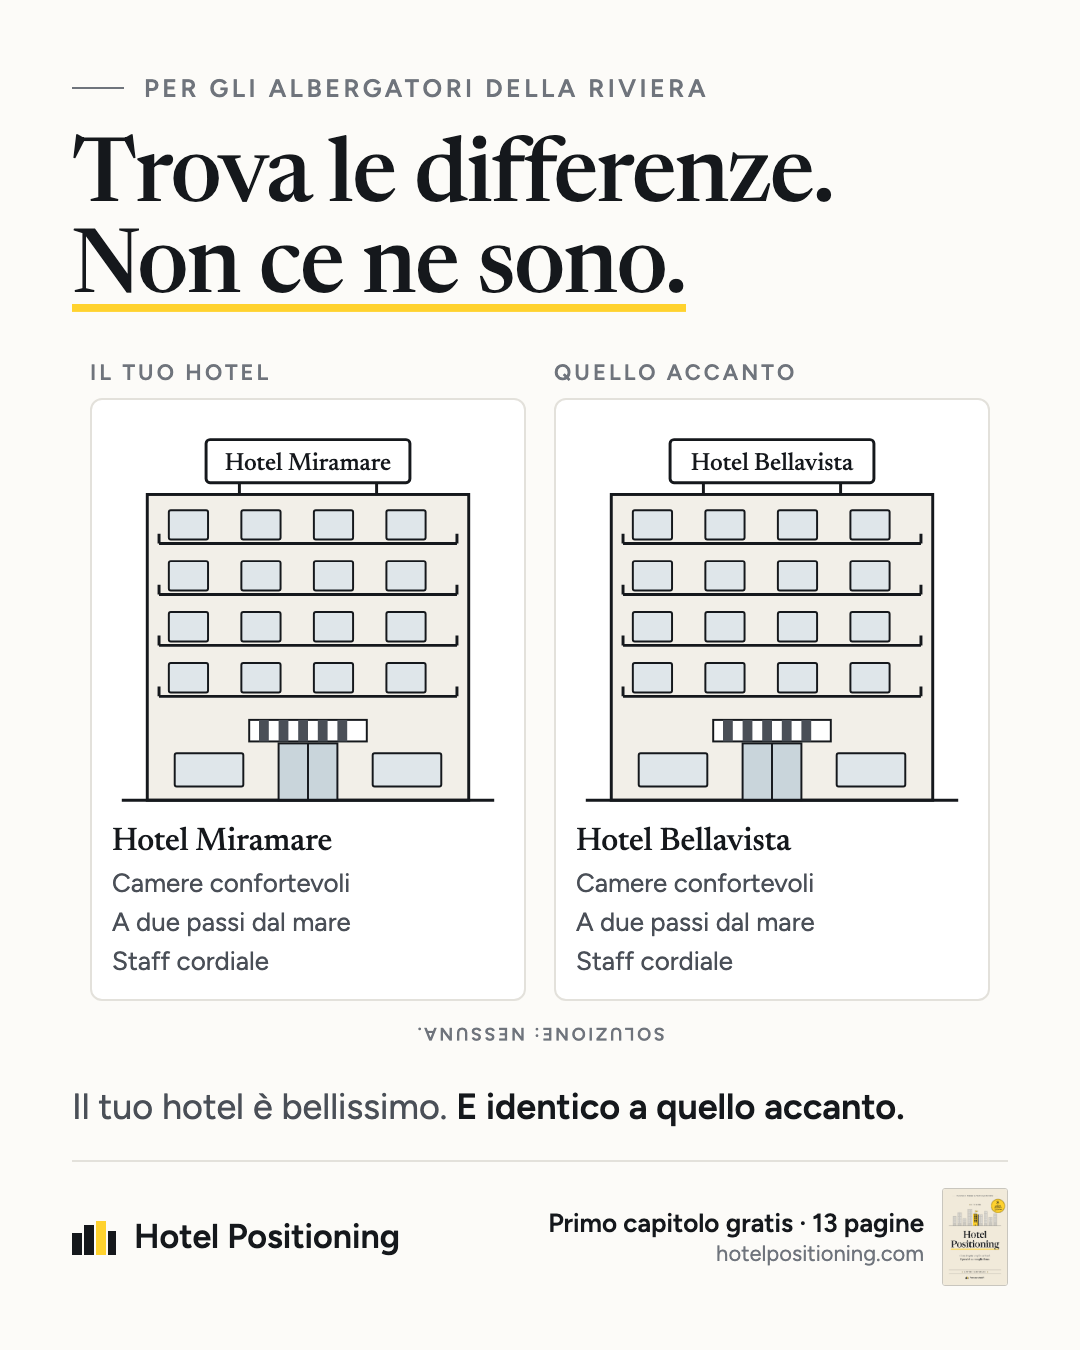 PER GLI ALBERGATORI DELLA RIVIERA
Trova le differenze.
Non ce ne sono.
IL TUO HOTEL
QUELLO ACCANTO
Hotel Miramare
Hotel Bellavista
Hotel Miramare
Camere confortevoli
A due passi dal mare
Staff cordiale
Hotel Bellavista
Camere confortevoli
A due passi dal mare
Staff cordiale
SOLUZIONE: NESSUNA.
Il tuo hotel è bellissimo. E identico a quello accanto.
Hotel Positioning
Primo capitolo gratis · 13 pagine
hotelpositioning.com
Hotel
Positioning